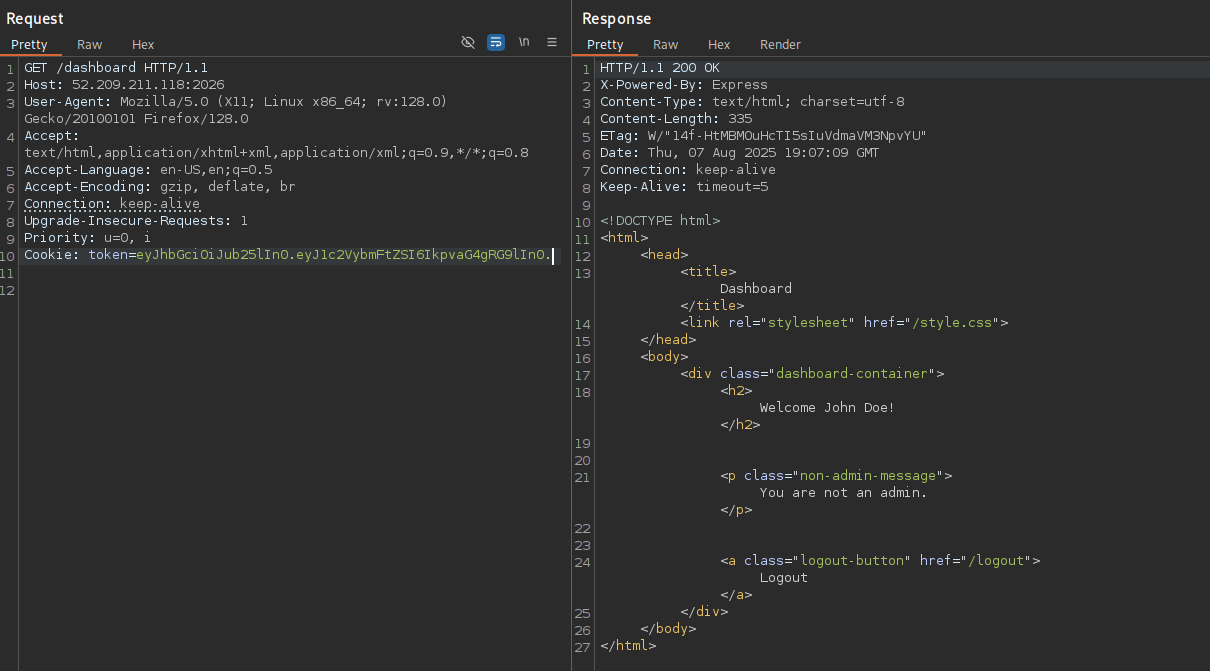 Request
Pretty Raw Hex \n
1 GET /dashboard HTTP/1.1
2 Host: 52.209.211.118:2026
3 User-Agent: Mozilla/5.0 (X11; Linux x86_64; rv:128.0)
Gecko/20100101 Firefox/128.0
4 Accept:
text/html,application/xhtml+xml,application/xml;q=0.9,*/*;q=0.8
5 Accept-Language: en-US,en;q=0.5
6 Accept-Encoding: gzip, deflate, br
7 Connection: keep-alive
8 Upgrade-Insecure-Requests: 1
9 Priority: u=0, i
10 Cookie: token=eyJhbGciOiJub25lIn0.eyJ1c2VybmFtZSI6IkpvaG4gRG9lIn0.
11
12
Response
Pretty Raw Hex Render
1 HTTP/1.1 200 OK
2 X-Powered-By: Express
3 Content-Type: text/html; charset=utf-8
4 Content-Length: 335
5 ETag: W/"14f-HtMBMOuHcTI5sIuVdmaVM3NpvYU"
6 Date: Thu, 07 Aug 2025 19:07:09 GMT
7 Connection: keep-alive
8 Keep-Alive: timeout=5
9
10 <!DOCTYPE html>
11 <html>
12 <head>
13 <title>
Dashboard
</title>
14 <link rel="stylesheet" href="/style.css">
15 </head>
16 <body>
17 <div class="dashboard-container">
18 <h2>
Welcome John Doe!
</h2>
19
20
21 <p class="non-admin-message">
You are not an admin.
</p>
22
23
24 <a class="logout-button" href="/logout">
Logout
</a>
25 </div>
26 </body>
27 </html>